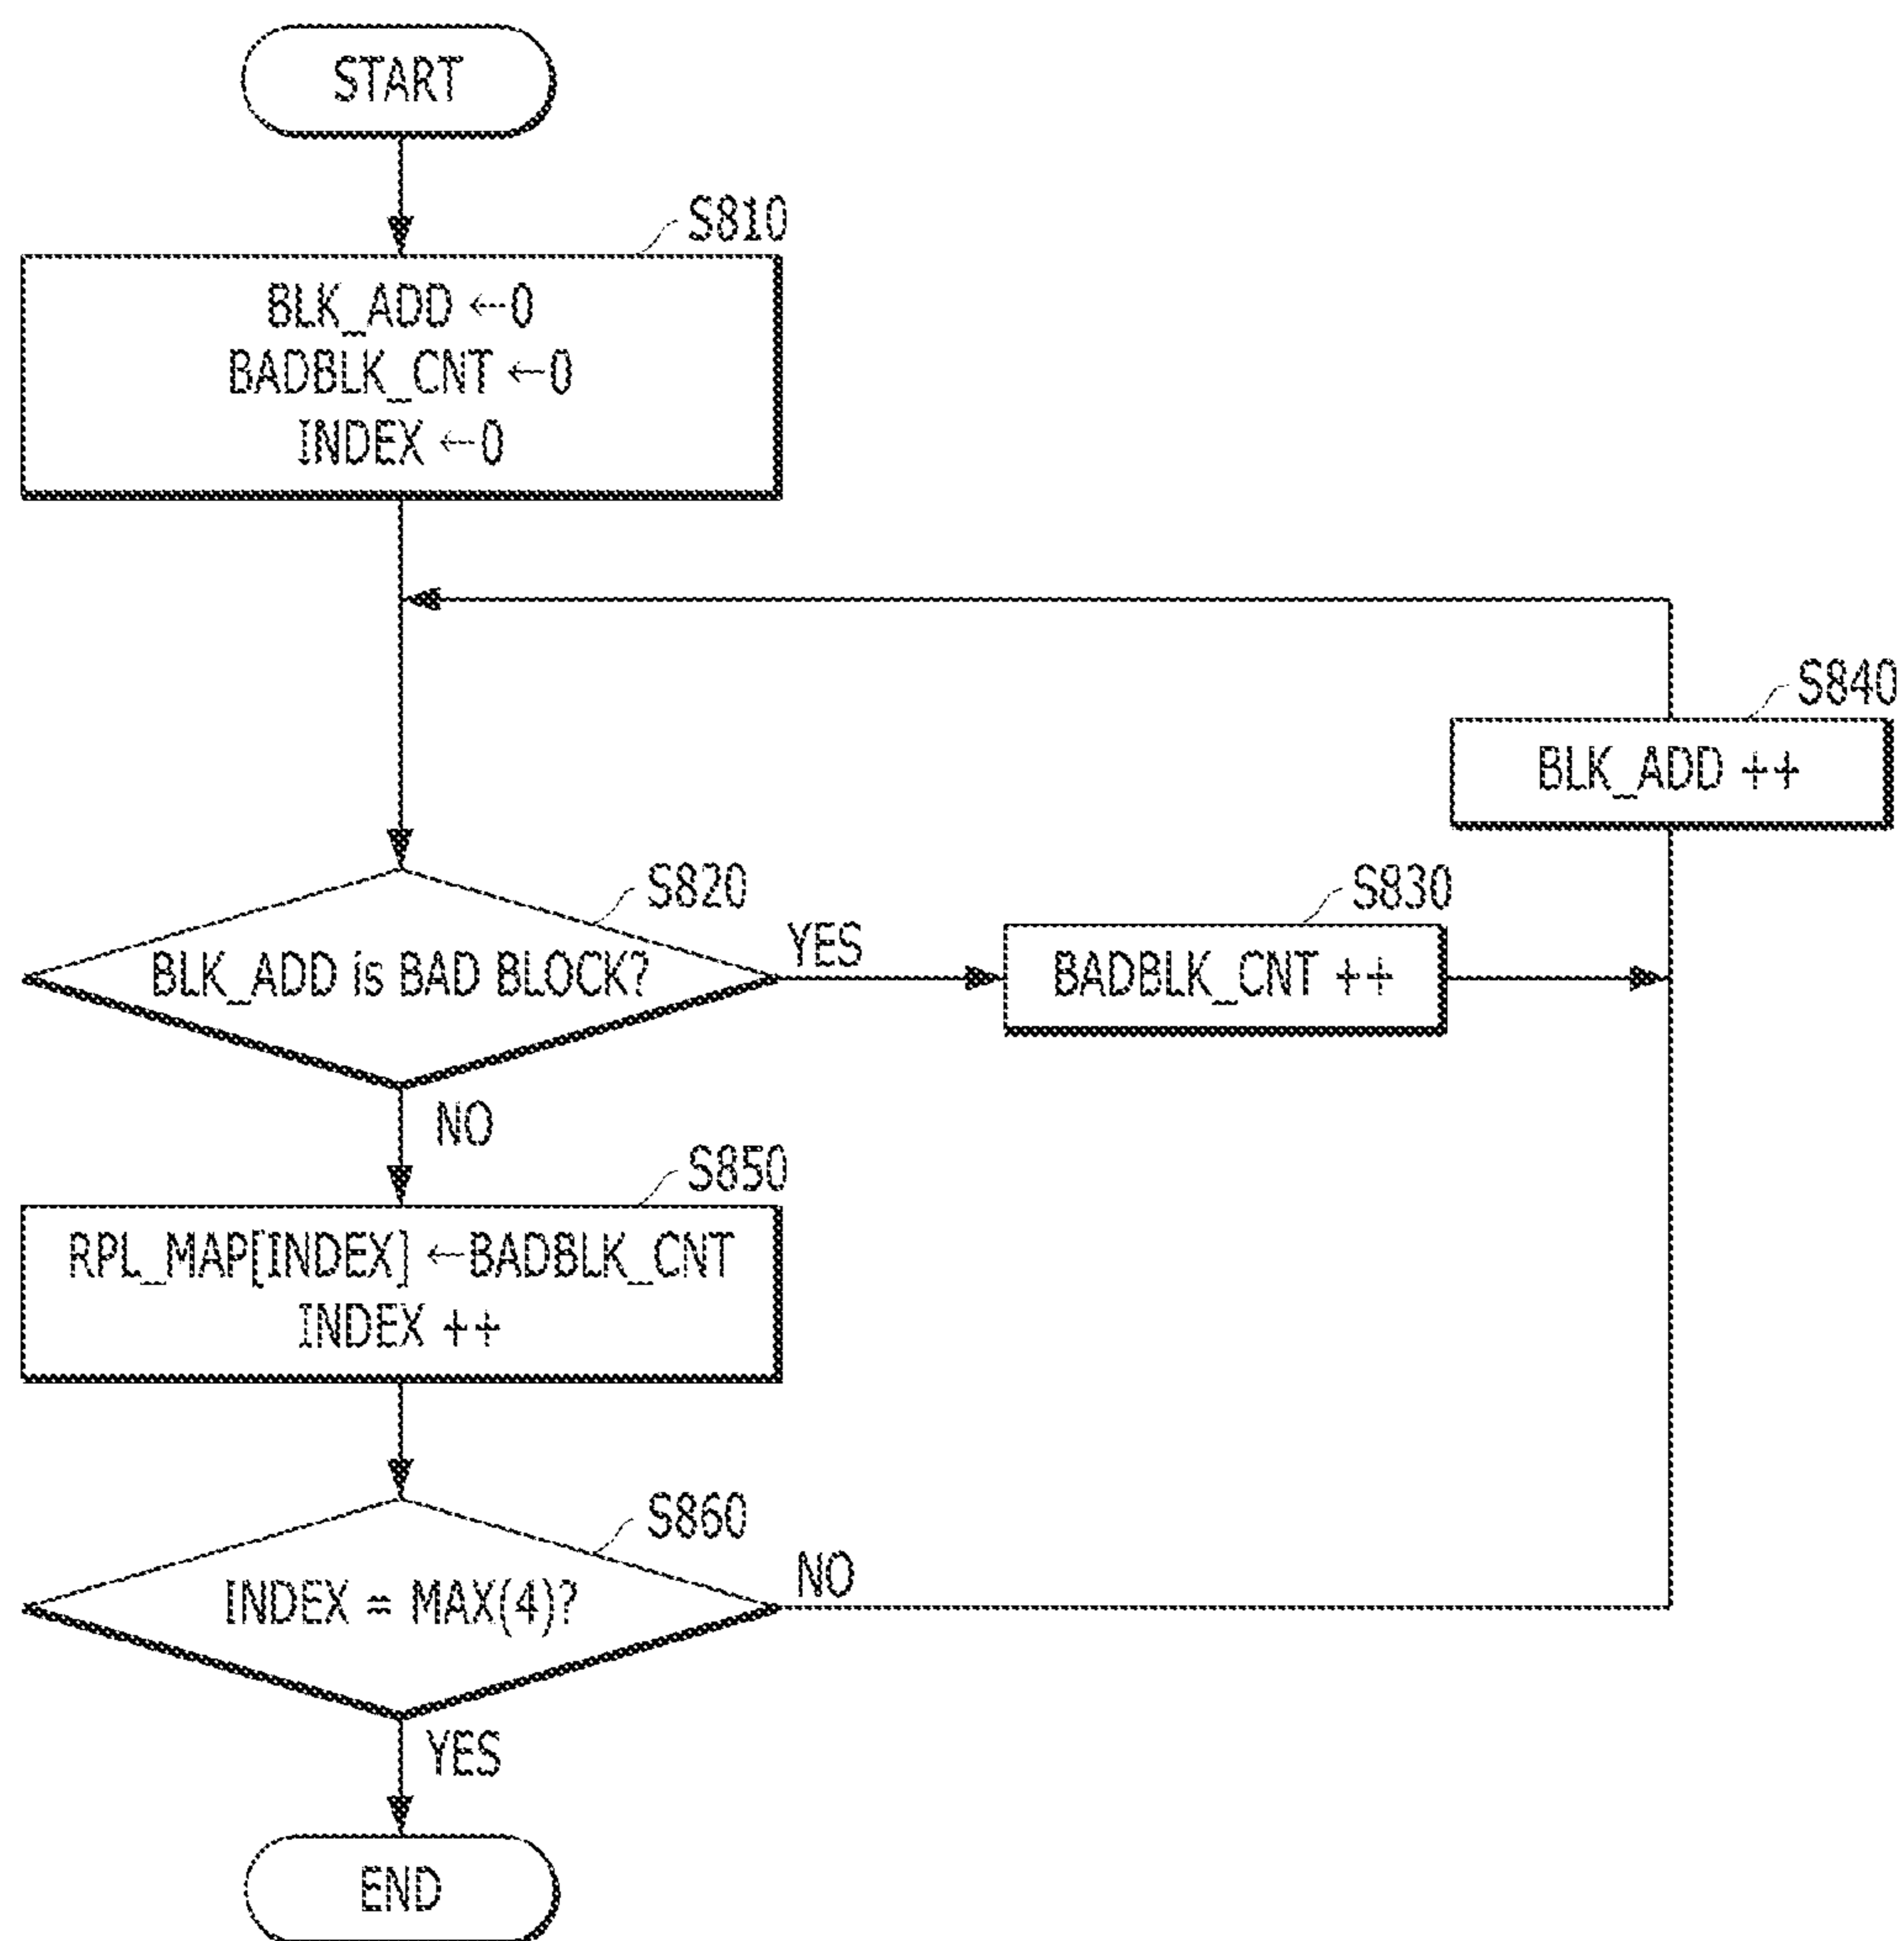 START
S810
BLK_ADD ←0
BADBLK_CNT ←0
INDEX ←0
S840
BLK_ADD ++
S820
BLK_ADD is BAD BLOCK?
YES
S830
BADBLK_CNT ++
NO
S850
RPL_MAP[INDEX] ←BADBLK_CNT
INDEX ++
S860
INDEX = MAX(4)?
NO
YES
END